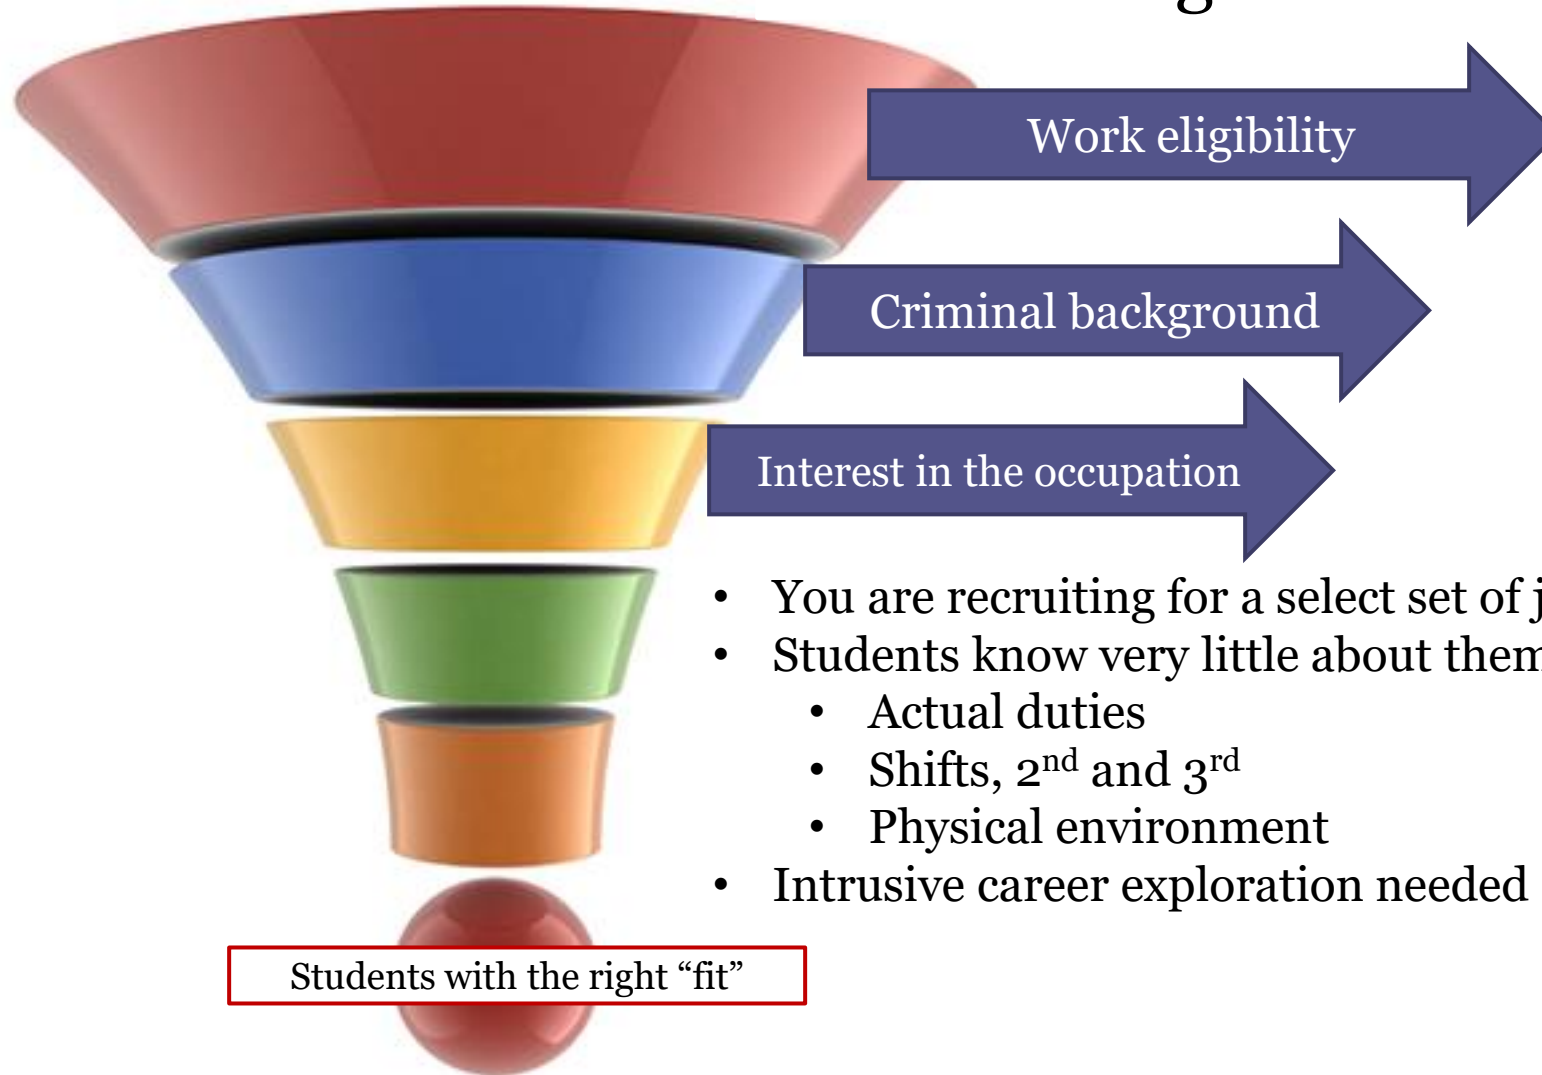 Work eligibility
Criminal background
Interest in the occupation
• You are recruiting for a select set of
• Students know very little about
• Actual duties
• Shifts, 2nd and 3rd
• Physical environment
• Intrusive career exploration needed
Students with the right “fit”